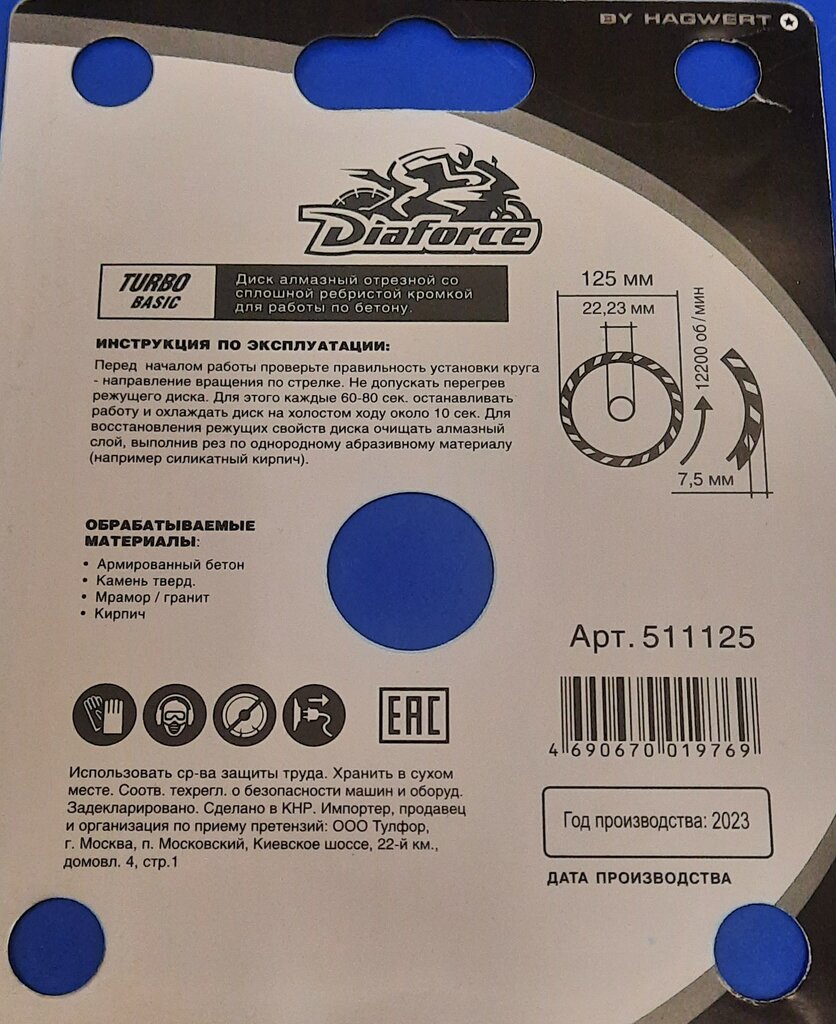 BY HAGWERT
Diaforce
TURBO
BASIC
Диск алмазный отрезной со
сплошной ребристой кромкой
для работы по бетону.
125 мм
22,23 мм
12200 об/мин
7,5 мм
ИНСТРУКЦИЯ ПО ЭКСПЛУАТАЦИИ:
Перед началом работы проверьте правильность установки круга
- направление вращения по стрелке. Не допускать перегрев
режущего диска. Для этого каждые 60-80 сек. останавливать
работу и охлаждать диск на холостом ходу около 10 сек. Для
восстановления режущих свойств диска очищать алмазный
слой, выполнив рез по однородному абразивному материалу
(например силикатный кирпич).
ОБРАБАТЫВАЕМЫЕ
МАТЕРИАЛЫ:
• Армированный бетон
• Камень тверд.
• Мрамор / гранит
• Кирпич
Арт. 511125
EAC
4 690670 019769
Использовать ср-ва защиты труда. Хранить в сухом
месте. Соотв. техрегл. о безопасности машин и оборуд.
Задекларировано. Сделано в КНР. Импортер, продавец
и организация по приему претензий: ООО Тулфор,
г. Москва, п. Московский, Киевское шоссе, 22-й км.,
домовл. 4, стр.1
Год производства: 2023
ДАТА ПРОИЗВОДСТВА